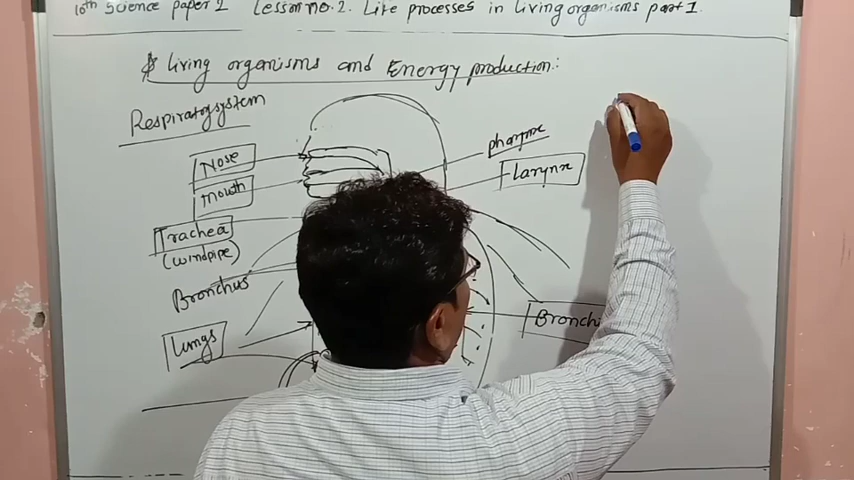 10th Science paper 2 Lesson no. 2. Life processes in living organisms part 1.
$ Living organisms and Energy production:
Respiratory system
Nose
mouth
Trachea
(windpipe)
Bronchus
Lungs
pharynx
Larynx
Bronchi